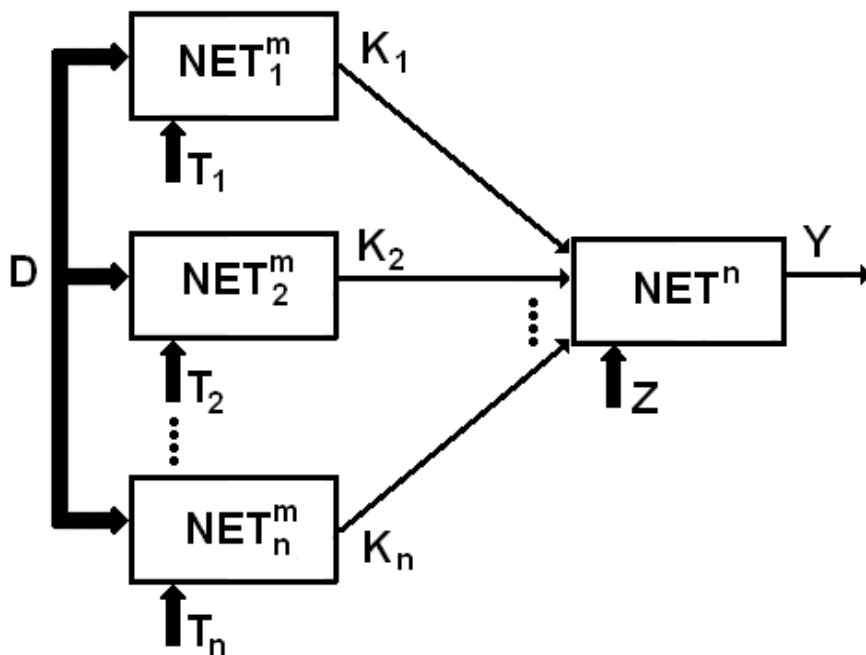 NET₁ᵐ
K₁
T₁
D
NET₂ᵐ
K₂
T₂
NETⁿ
Y
Z
NETₙᵐ
Kₙ
Tₙ